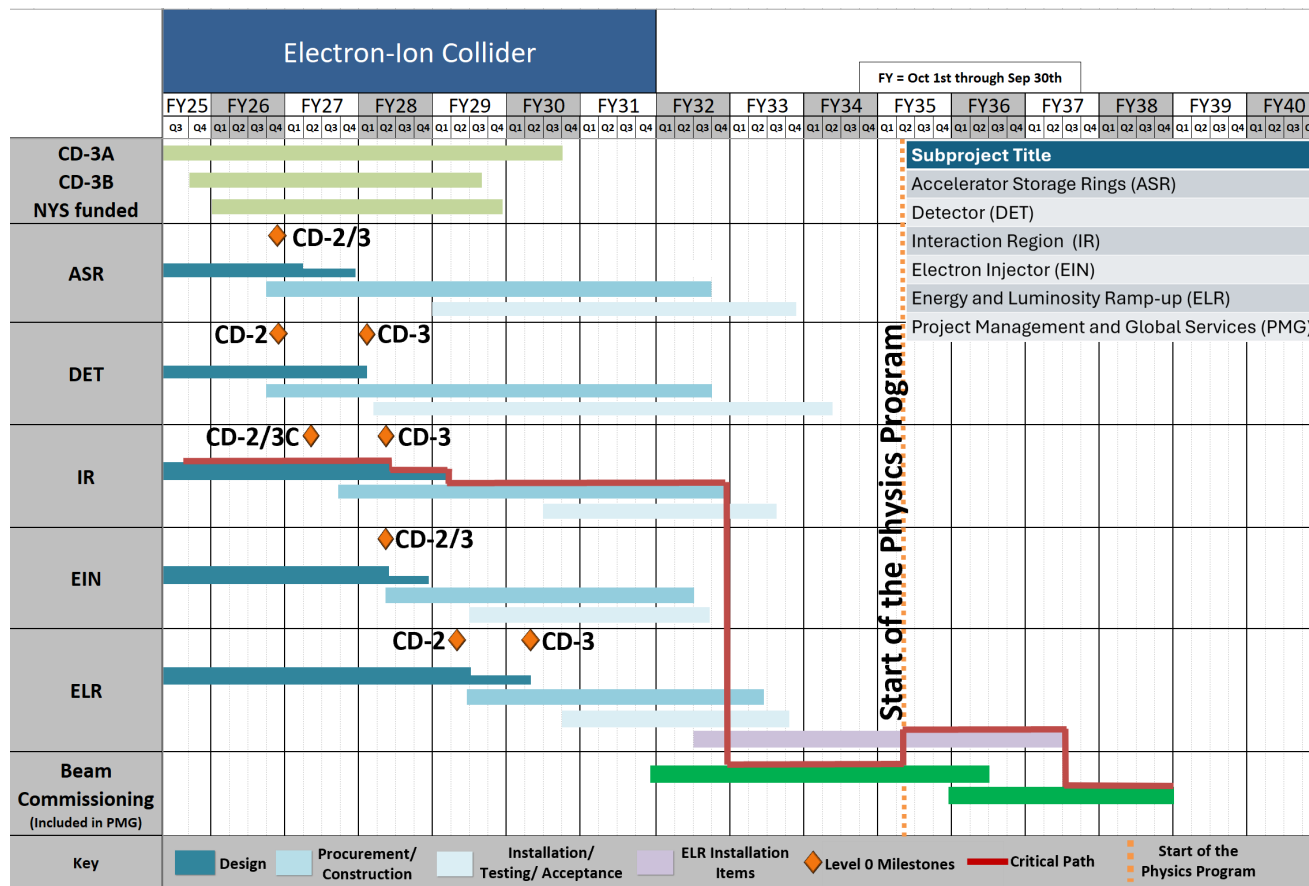 Electron-Ion Collider
FY = Oct 1st through Sep 30th
FY25 FY26 FY27 FY28 FY29 FY30 FY31 FY32 FY33 FY34 FY35 FY36 FY37 FY38 FY39 FY40
Q3 Q4 Q1 Q2 Q3 Q4 Q1 Q2 Q3 Q4 Q1 Q2 Q3 Q4 Q1 Q2 Q3 Q4 Q1 Q2 Q3 Q4 Q1 Q2 Q3 Q4 Q1 Q2 Q3 Q4 Q1 Q2 Q3 Q4 Q1 Q2 Q3 Q4 Q1 Q2 Q3 Q4 Q1 Q2 Q3 Q4 Q1 Q2 Q3 Q4 Q1 Q2 Q3 Q4 Q1 Q2 Q3 Q4 Q1 Q2 Q3 Q4
CD-3A
CD-3B
NYS funded
Subproject Title
Accelerator Storage Rings (ASR)
Detector (DET)
Interaction Region (IR)
Electron Injector (EIN)
Energy and Luminosity Ramp-up (ELR)
Project Management and Global Services (PMG)
ASR
CD-2/3
DET
CD-2
CD-3
IR
CD-2/3C
CD-3
EIN
CD-2/3
ELR
CD-2
CD-3
Start of the Physics Program
Beam
Commissioning
(Included in PMG)
Key
Design
Procurement/
Construction
Installation/
Testing/ Acceptance
ELR Installation
Items
Level 0 Milestones
Critical Path
Start of the
Physics Program